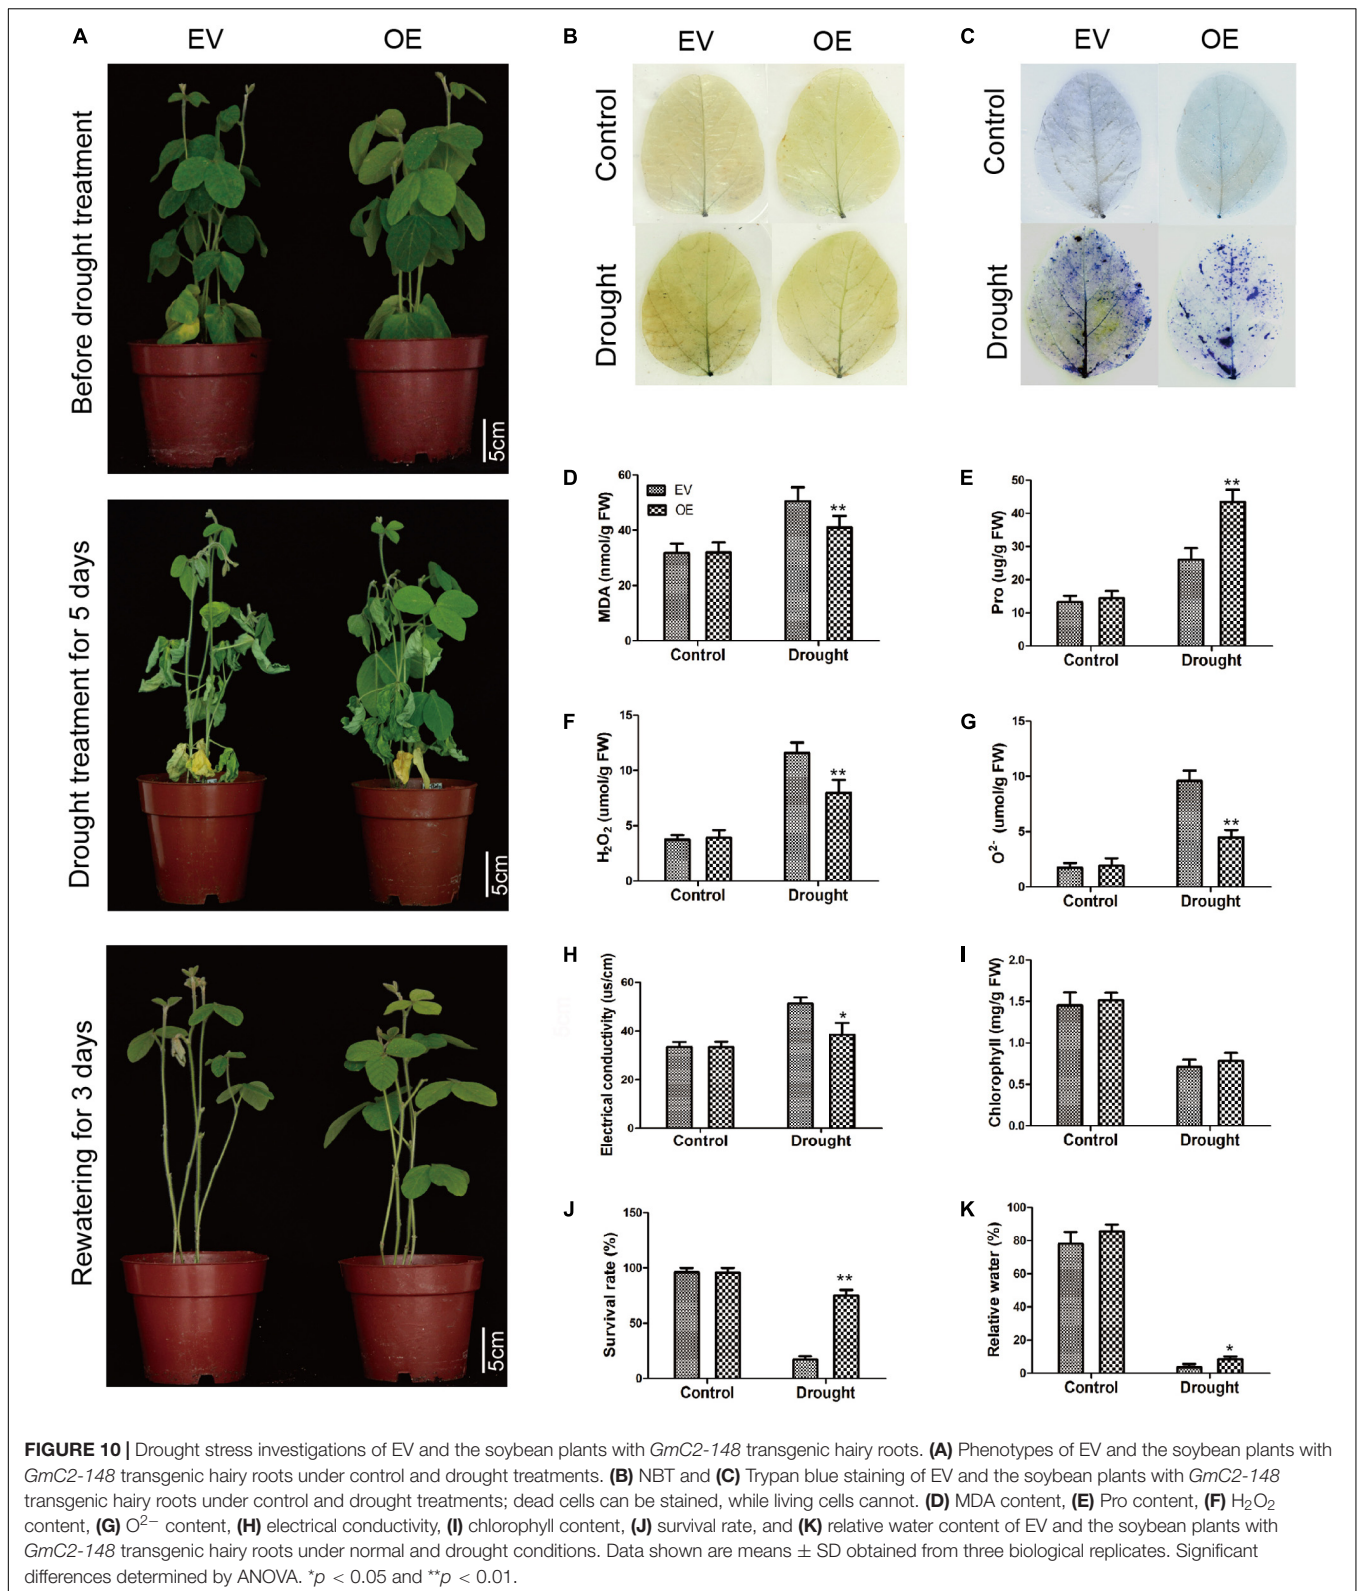 A
EV
OE
Before drought treatment
5cm
Drought treatment for 5 days
5cm
Rewatering for 3 days
5cm
B
EV
OE
Control
Drought
C
EV
OE
Control
Drought
D
MDA (nmol/g FW)
60
40
20
0
EV
OE
**
Control
Drought
E
Pro (ug/g FW)
50
40
30
20
10
0
**
Control
Drought
F
H₂O₂ (umol/g FW)
15
10
5
0
**
Control
Drought
G
O²⁻ (umol/g FW)
15
10
5
0
**
Control
Drought
H
Electrical conductivity (us/cm)
60
40
20
0
*
Control
Drought
I
Chlorophyll (mg/g FW)
2.0
1.5
1.0
0.5
0.0
Control
Drought
J
Survival rate (%)
150
100
50
0
**
Control
Drought
K
Relative water (%)
100
80
60
40
20
0
*
Control
Drought
FIGURE 10 | Drought stress investigations of EV and the soybean plants with GmC2-148 transgenic hairy roots. (A) Phenotypes of EV and the soybean plants with
GmC2-148 transgenic hairy roots under control and drought treatments. (B) NBT and (C) Trypan blue staining of EV and the soybean plants with GmC2-148
transgenic hairy roots under control and drought treatments; dead cells can be stained, while living cells cannot. (D) MDA content, (E) Pro content, (F) H₂O₂
content, (G) O²⁻ content, (H) electrical conductivity, (I) chlorophyll content, (J) survival rate, and (K) relative water content of EV and the soybean plants with
GmC2-148 transgenic hairy roots under normal and drought conditions. Data shown are means ± SD obtained from three biological replicates. Significant
differences determined by ANOVA. *p < 0.05 and **p < 0.01.